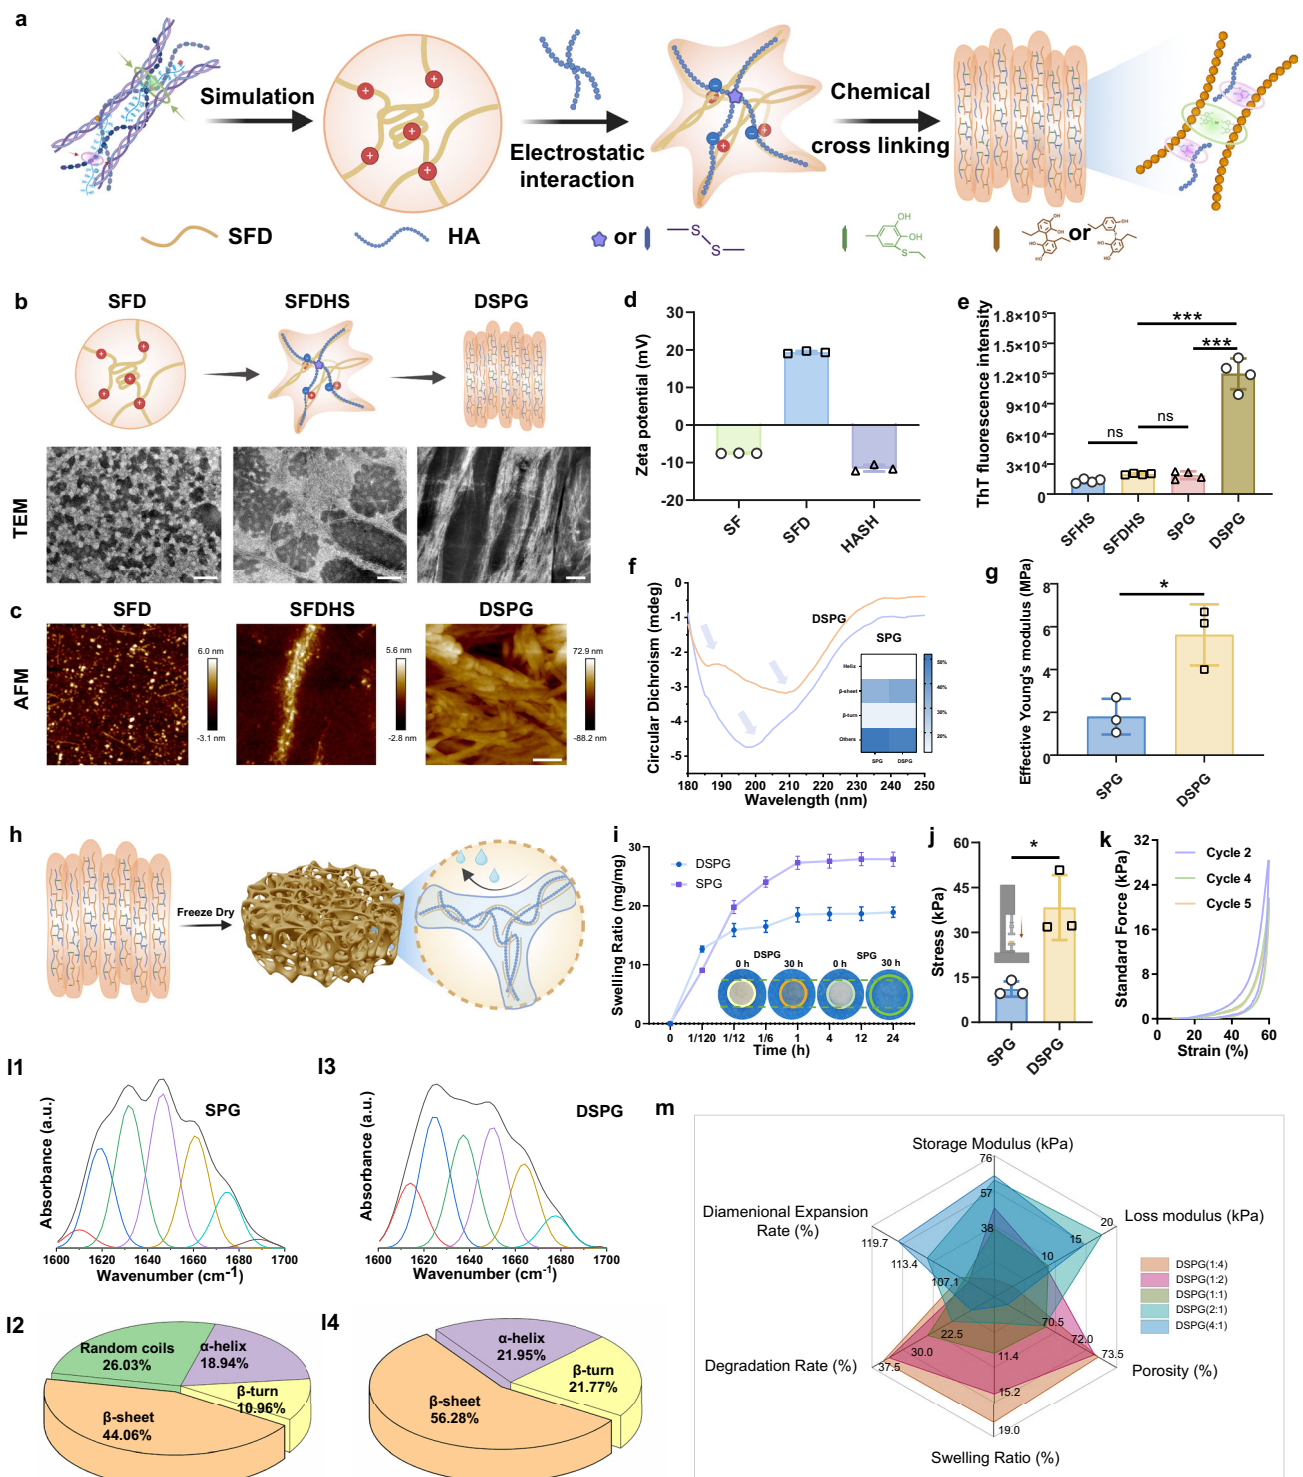 a
Simulation
Electrostatic
interaction
Chemical
cross linking
SFD
HA
or
S
S
OH
OH
S
or
b
SFD
SFDHS
DSPG
TEM
c
SFD
SFDHS
DSPG
AFM
6.0 nm
-3.1 nm
5.6 nm
-2.8 nm
72.9 nm
-88.2 nm
d
Zeta potential (mV)
30
20
10
0
-10
-20
SF
SFD
HASH
e
ThT fluorescence intensity
1.8×10⁵
1.5×10⁵
1.2×10⁵
9×10⁴
6×10⁴
3×10⁴
0
ns
ns
***
***
SFHS
SFDHS
SPG
DSPG
f
Circular Dichroism (mdeg)
-0
-1
-2
-3
-4
-5
180 190 200 210 220 230 240 250
Wavelength (nm)
DSPG
SPG
Helix
β-sheet
β-turn
Others
SPG
DSPG
50%
40%
30%
20%
g
Effective Young's modulus (MPa)
8
6
4
2
0
*
SPG
DSPG
h
Freeze Dry
i
Swelling Ratio (mg/mg)
30
20
10
0
DSPG
SPG
DSPG
SPG
0 h
30 h
0 h
30 h
0 1/120 1/12 1/6 1 4 12 24
Time (h)
j
Stress (kPa)
60
45
30
15
0
*
SPG
DSPG
k
Standard Force (kPa)
32
24
16
8
0
Cycle 2
Cycle 4
Cycle 5
0 20 40 60
Strain (%)
l1
SPG
Absorbance (a.u.)
1600 1620 1640 1660 1680 1700
Wavenumber (cm⁻¹)
l3
DSPG
Absorbance (a.u.)
1600 1620 1640 1660 1680 1700
Wavenumber (cm⁻¹)
l2
Random coils
26.03%
α-helix
18.94%
β-turn
10.96%
β-sheet
44.06%
l4
α-helix
21.95%
β-turn
21.77%
β-sheet
56.28%
m
Storage Modulus (kPa)
76
57
38
Loss modulus (kPa)
20
15
10
Porosity (%)
70.5
72.0
73.5
Swelling Ratio (%)
11.4
15.2
19.0
Degradation Rate (%)
22.5
30.0
37.5
Diamenional Expansion
Rate (%)
119.7
113.4
107.1
DSPG(1:4)
DSPG(1:2)
DSPG(1:1)
DSPG(2:1)
DSPG(4:1)